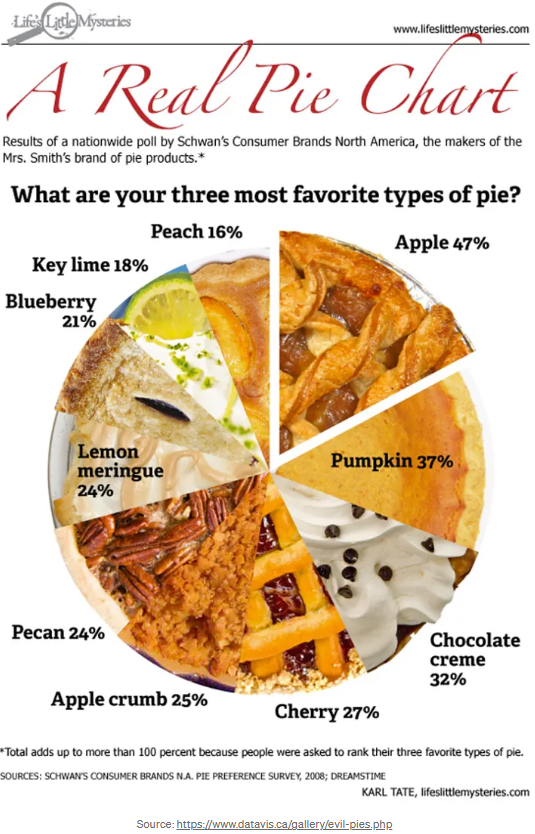 Life's Little Mysteries
www.lifeslittlemysteries.com
A Real Pie Chart
Results of a nationwide poll by Schwan's Consumer Brands North America, the makers of the
Mrs. Smith's brand of pie products.*
What are your three most favorite types of pie?
Peach 16%
Apple 47%
Key lime 18%
Blueberry
21%
Lemon
meringue
24%
Pumpkin 37%
Pecan 24%
Chocolate
creme
32%
Apple crumb 25%
Cherry 27%
*Total adds up to more than 100 percent because people were asked to rank their three favorite types of pie.
SOURCES: SCHWAN'S CONSUMER BRANDS N.A. PIE PREFERENCE SURVEY, 2008; DREAMSTIME
KARL TATE, lifeslittlemysteries.com
Source: https://www.datavis.ca/gallery/evil-pies.php